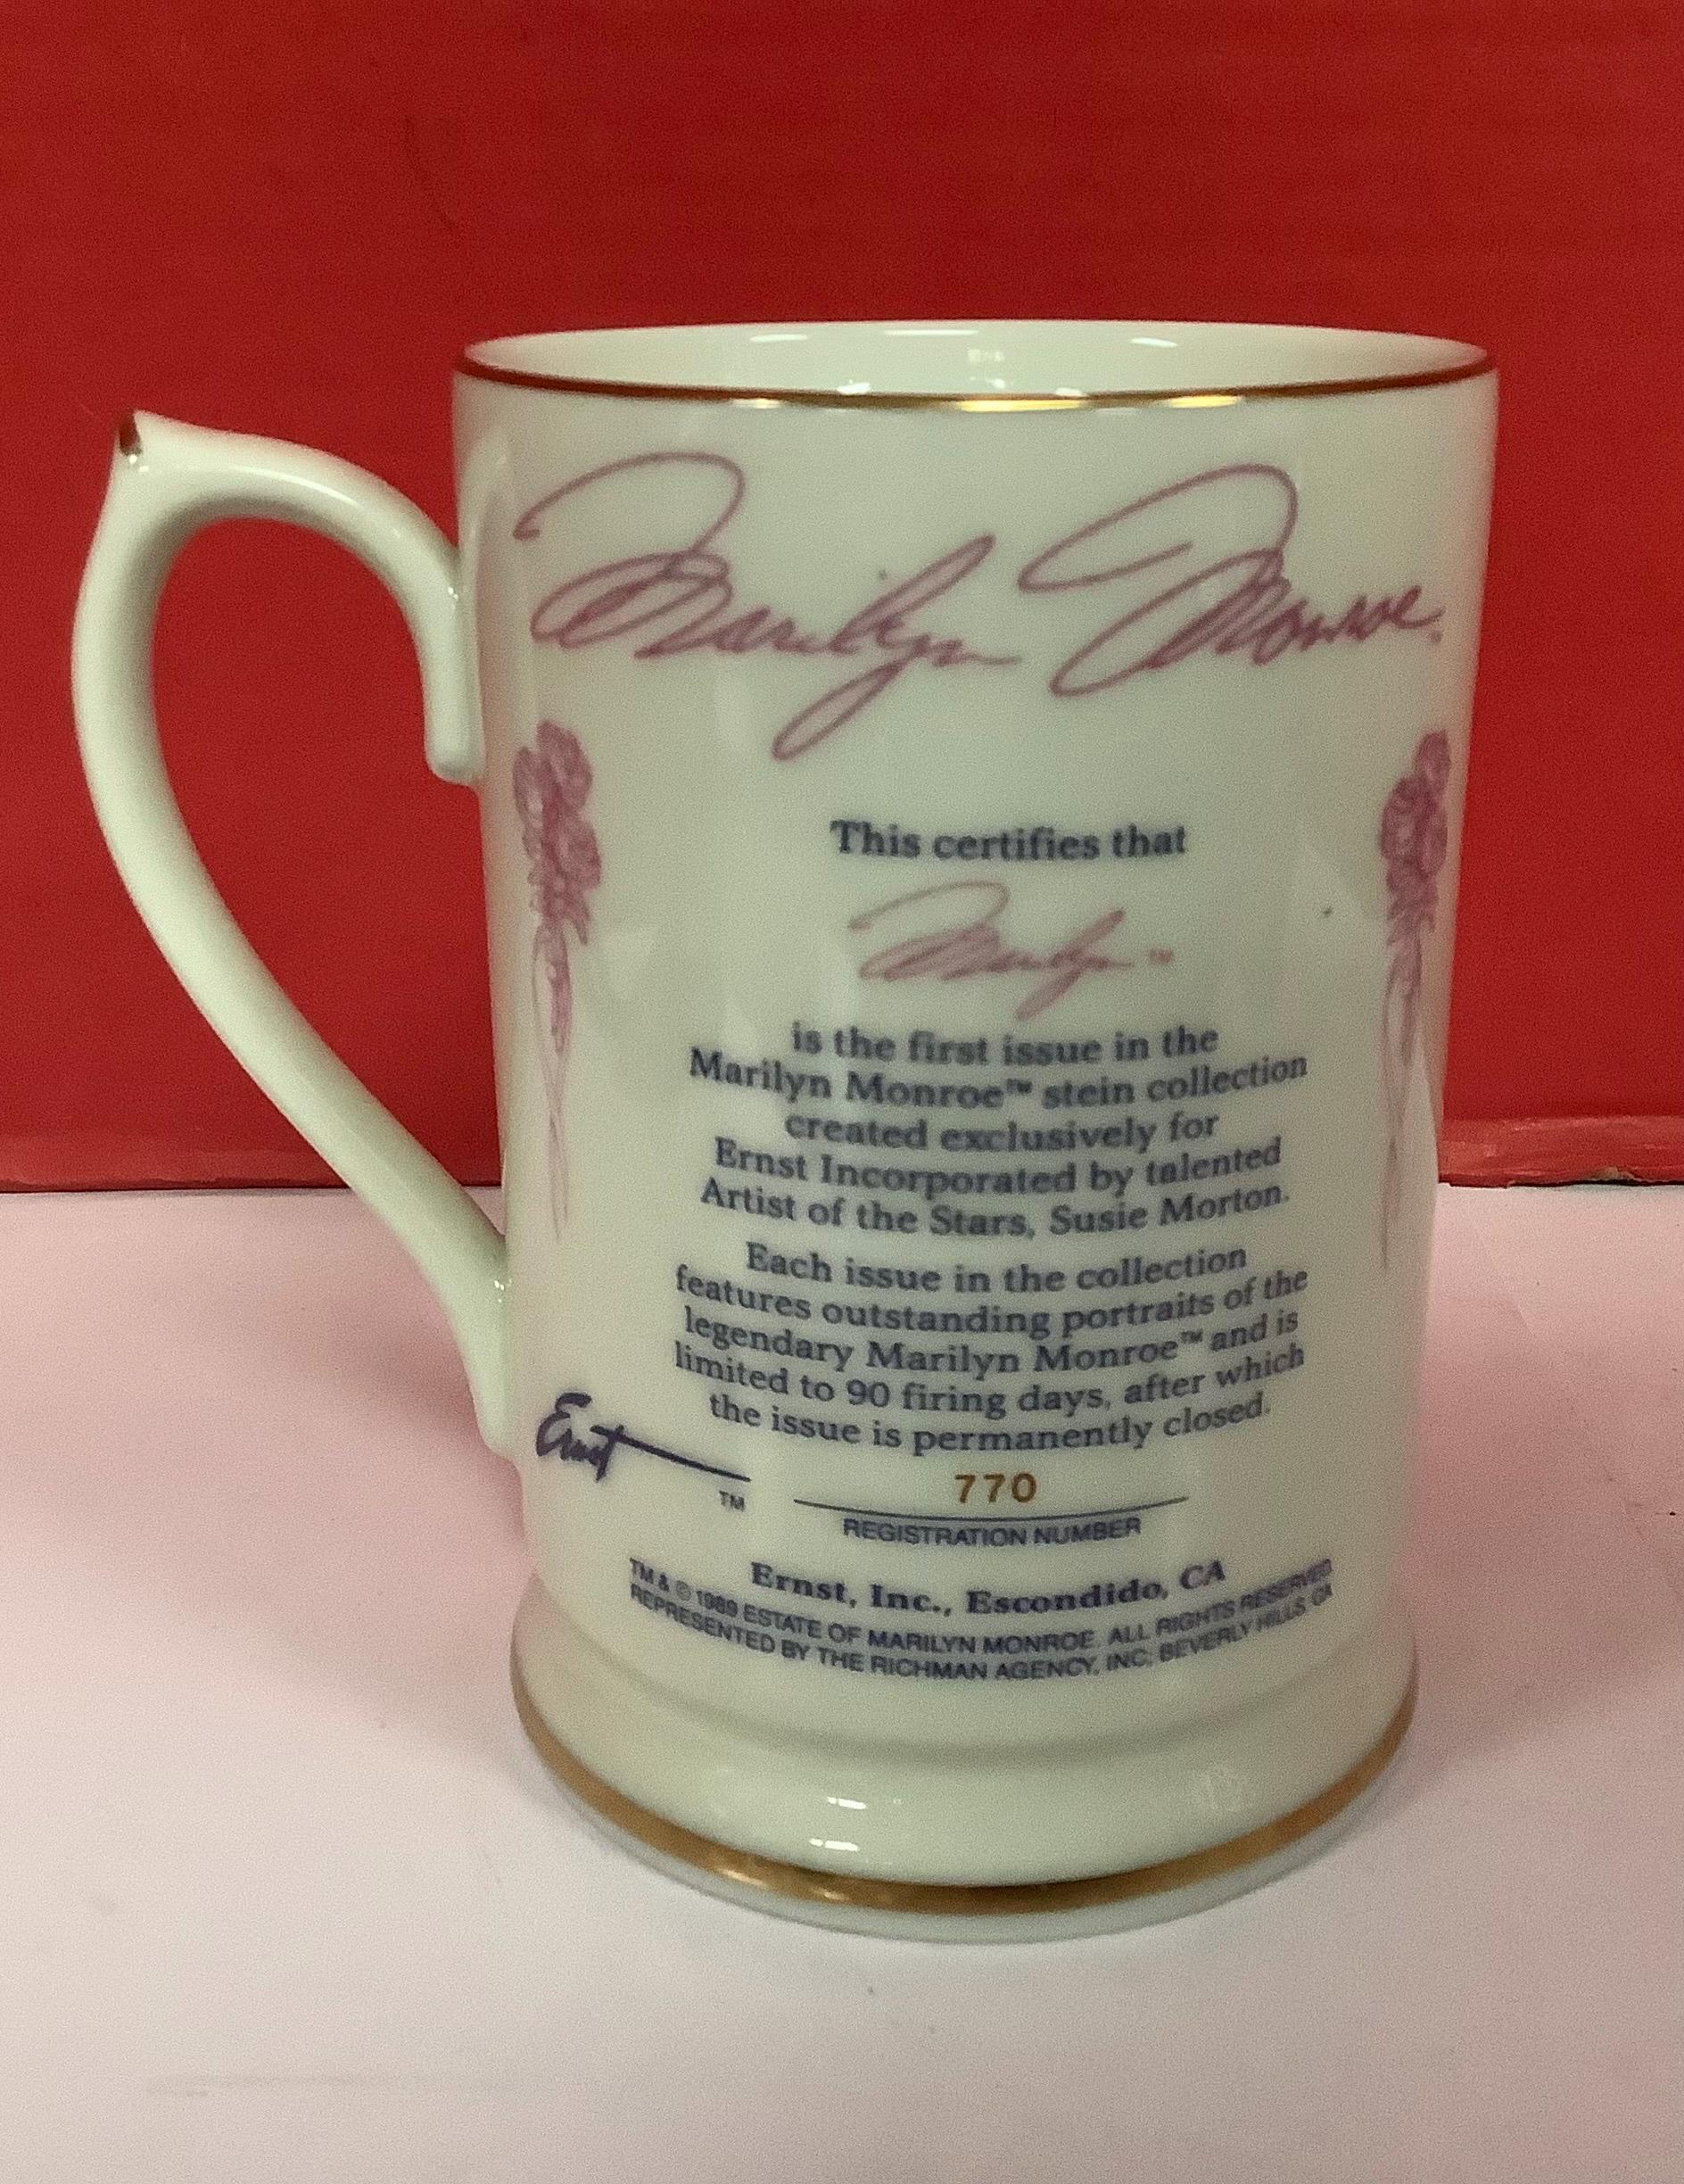 Marilyn Monroe.
This certifies that
Marilyn ™
is the first issue in the
Marilyn Monroe™ stein collection
created exclusively for
Ernst Incorporated by talented
Artist of the Stars, Susie Morton.
Each issue in the collection
features outstanding portraits of the
legendary Marilyn Monroe™ and is
limited to 90 firing days, after which
the issue is permanently closed.
Ernst ™
770
REGISTRATION NUMBER
Ernst, Inc., Escondido, CA
TM & © 1989 ESTATE OF MARILYN MONROE. ALL RIGHTS RESERVED
REPRESENTED BY THE RICHMAN AGENCY, INC; BEVERLY HILLS, CA